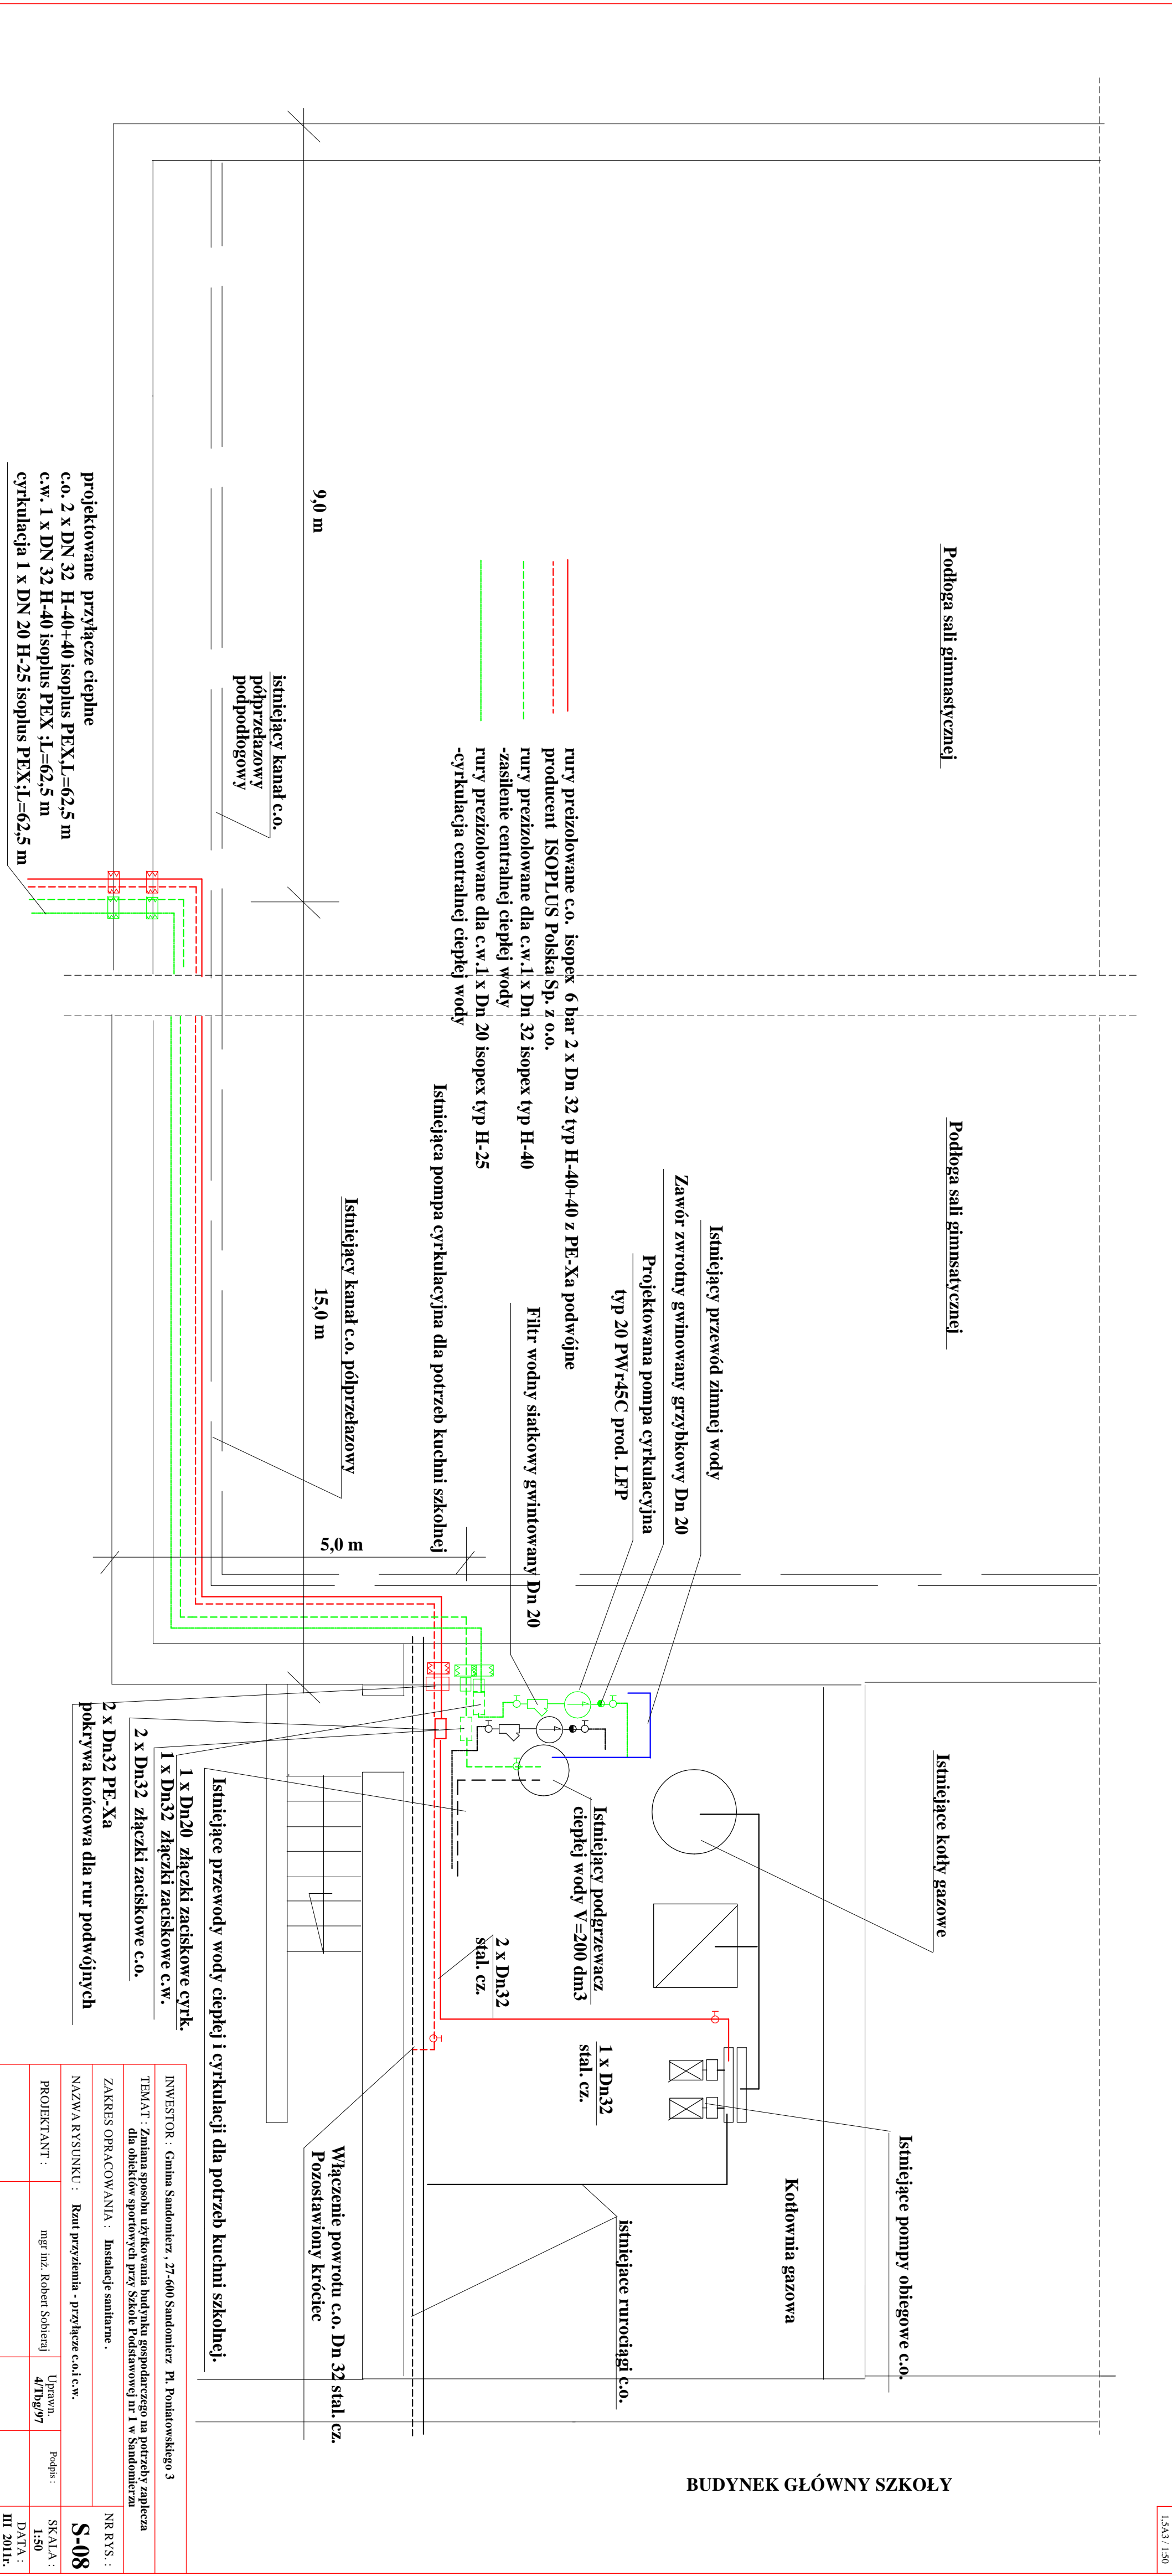 1,5A3 / 1:50
Podłoga sali gimnastycznej
Podłoga sali gimnsatycznej
Istniejące kotły gazowe
Istniejące pompy obiegowe c.o.
Kotłownia gazowa
BUDYNEK GŁÓWNY SZKOŁY
Istniejący przewód zimnej wody
Zawór zwrotny gwinowany grzybkowy Dn 20
Projektowana pompa cyrkulacyjna
typ 20 PWr45C prod. LFP
Filtr wodny siatkowy gwintowany Dn 20
Istniejąca pompa cyrkulacyjna dla potrzeb kuchni szkolnej
rury preizolowane c.o. isopex 6 bar 2 x Dn 32 typ H-40+40 z PE-Xa podwójne
producent ISOPLUS Polska Sp. z o.o.
rury prezizolowane dla c.w.1 x Dn 32 isopex typ H-40
-zasilenie centralnej ciepłej wody
rury prezizolowane dla c.w.1 x Dn 20 isopex typ H-25
-cyrkulacja centralnej ciepłej wody
Istniejący podgrzewacz
ciepłej wody V=200 dm3
1 x Dn32
stal. cz.
2 x Dn32
stal. cz.
istniejace rurociągi c.o.
9,0 m
15,0 m
5,0 m
istniejący kanał c.o.
półprzełazowy
podpodłogowy
Istniejący kanał c.o. półprzełazowy
Włączenie powrotu c.o. Dn 32 stal. cz.
Pozostawiony króciec
Istniejące przewody wody ciepłej i cyrkulacji dla potrzeb kuchni szkolnej.
1 x Dn20 złączki zaciskowe cyrk.
1 x Dn32 złączki zaciskowe c.w.
2 x Dn32 złączki zaciskowe c.o.
2 x Dn32 PE-Xa
pokrywa końcowa dla rur podwójnych
projektowane przyłącze cieplne
c.o. 2 x DN 32 H-40+40 isoplus PEX,L=62,5 m
c.w. 1 x DN 32 H-40 isoplus PEX ;L=62,5 m
cyrkulacja 1 x DN 20 H-25 isoplus PEX;L=62,5 m
INWESTOR : Gmina Sandomierz , 27-600 Sandomierz Pl. Poniatowskiego 3
TEMAT : Zmiana sposobu użytkowania budynku gospodarczego na potrzeby zaplecza
dla obiektów sportowych przy Szkole Podstawowej nr 1 w Sandomierzu
ZAKRES OPRACOWANIA : Instalacje sanitarne .
NR RYS. :
NAZWA RYSUNKU : Rzut przyziemia - przyłącze c.o.i c.w.
S-08
PROJEKTANT :
mgr inż. Robert Sobieraj
Uprawn.
4/Tbg/97
Podpis :
SKALA :
1:50
DATA :
III 2011r.